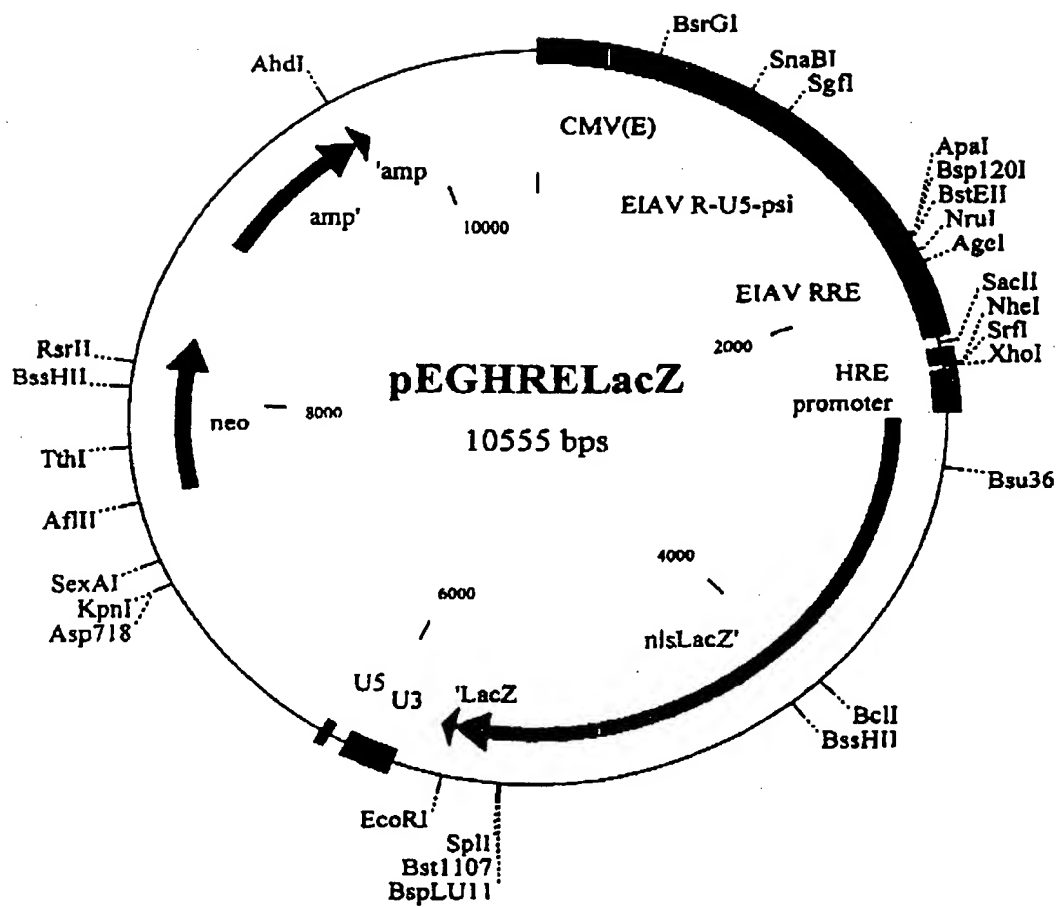 BsrGI
SnaBI
SgfI
AhdI
CMV(E)
'amp
amp'
10000
EIAV R-U5-psi
ApaI
Bsp120I
BstEII
NruI
AgeI
EIAV RRE
2000
SacII
NheI
SrfI
XhoI
RsrII
BssHII
pEGHRELacZ
10555 bps
HRE
promoter
neo
8000
TthI
Bsu36
AflII
4000
SexAI
KpnI
Asp718
6000
nlsLacZ'
U5
U3
'LacZ
BclI
BssHII
EcoRI
SplI
Bst1107
BspLU11